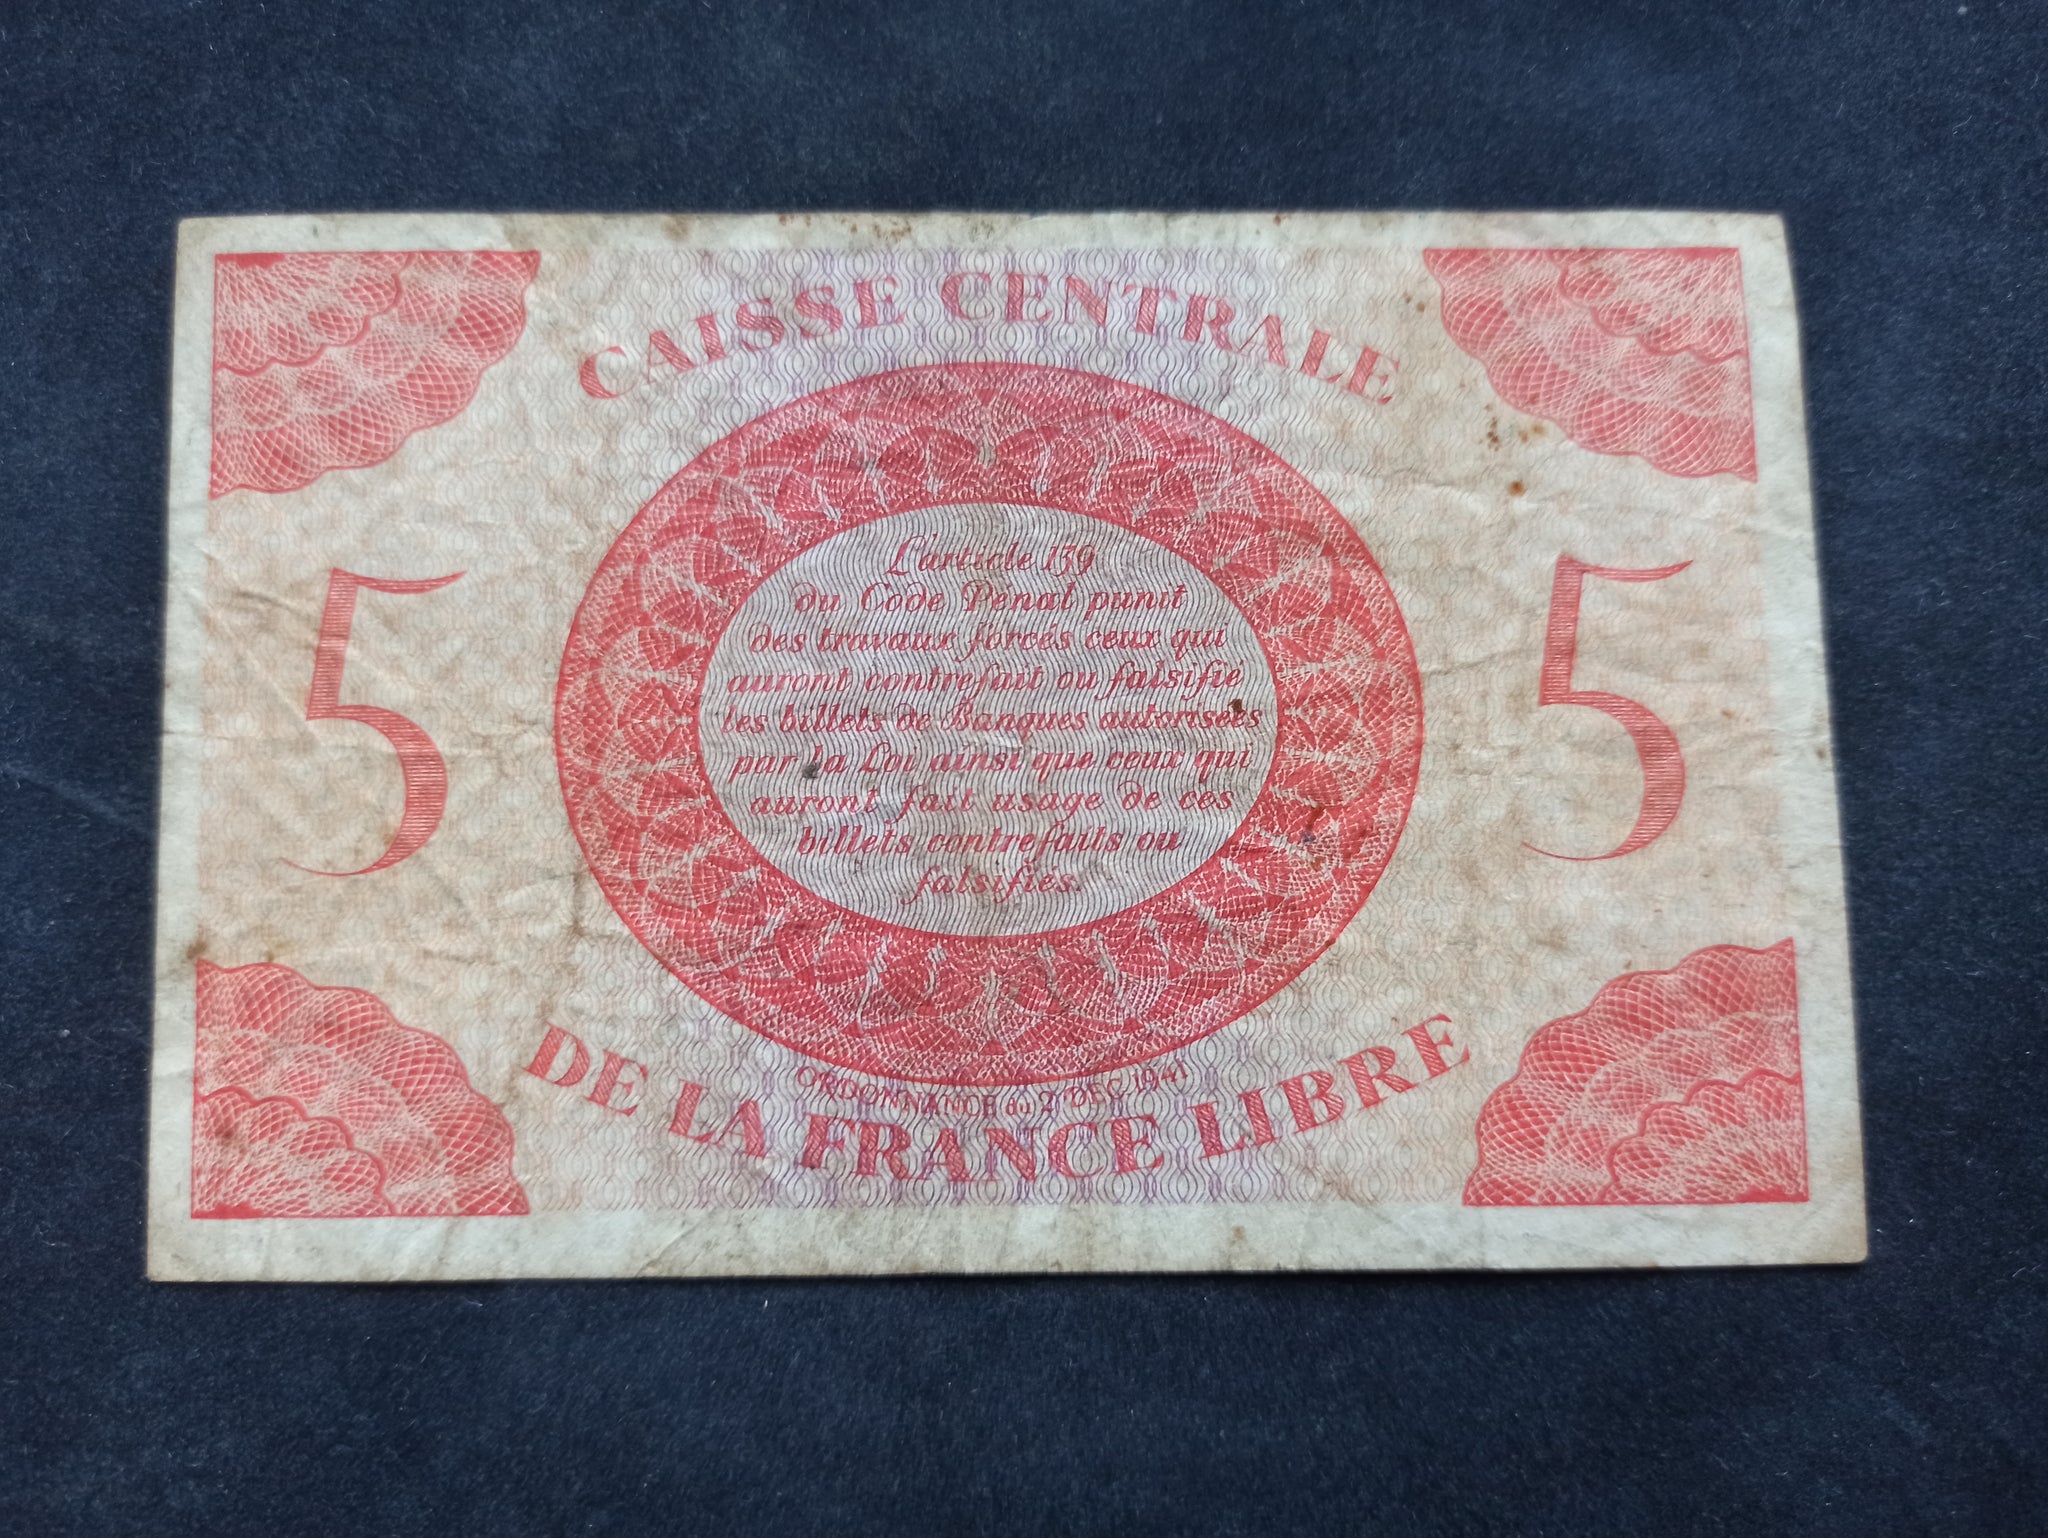 CAISSE CENTRALE
L'article 139
du Code Pénal punit
des travaux forcés ceux qui
auront contrefait ou falsifié
les billets de Banques autorisées
par la Loi ainsi que ceux qui
auront fait usage de ces
billets contrefaits ou
falsifiés.
5
5
ORDONNANCE du 2 DEC 1941
DE LA FRANCE LIBRE